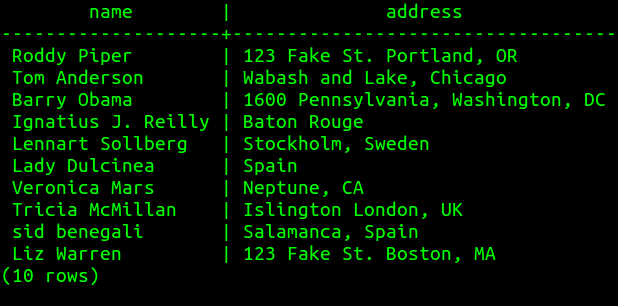 name        |              address
--------------------+-----------------------------------
 Roddy Piper        | 123 Fake St. Portland, OR
 Tom Anderson       | Wabash and Lake, Chicago
 Barry Obama        | 1600 Pennsylvania, Washington, DC
 Ignatius J. Reilly | Baton Rouge
 Lennart Sollberg   | Stockholm, Sweden
 Lady Dulcinea      | Spain
 Veronica Mars      | Neptune, CA
 Tricia McMillan    | Islington London, UK
 sid benegali       | Salamanca, Spain
 Liz Warren         | 123 Fake St. Boston, MA
(10 rows)